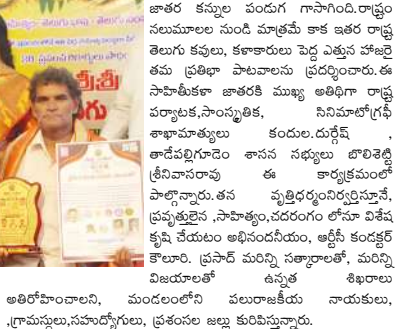 జాతర కన్నుల పండుగ గాసాగింది.రాష్ట్రం
నలుమూలల నుండి మాత్రమే కాక ఇతర రాష్ట్ర
తెలుగు కవులు, కళాకారులు పెద్ద ఎత్తున హాజరై
తమ ప్రతిభా పాటవాలను ప్రదర్శించారు.ఈ
సాహితీకళా జాతరకి ముఖ్య అతిథిగా రాష్ట్ర
పర్యాటక,సాంస్కృతిక, సినిమాటోగ్రఫీ
శాఖామాత్యులు కందుల.దుర్గేష్ ,
తాడేపల్లిగూడెం శాసన సభ్యులు బొలిశెట్టి
శ్రీనివాసరావు ఈ కార్యక్రమంలో
పాల్గొన్నారు.తన వృత్తిధర్మంనిర్వర్తిస్తూనే,
ప్రవృత్తులైన ,సాహిత్యం,చదరంగం లోనూ విశేష
కృషి చేయటం అభినందనీయం, ఆర్టీసీ కండక్టర్
కౌలూరి. ప్రసాద్ మరిన్ని సత్కారాలతో, మరిన్ని
విజయాలతో ఉన్నత శిఖరాలు
అతిరోహించాలని, మండలంలోని పలురాజకీయ నాయకులు,
,గ్రామస్తులు,సహద్యోగులు, ప్రశంసల జల్లు కురిపిస్తున్నారు.